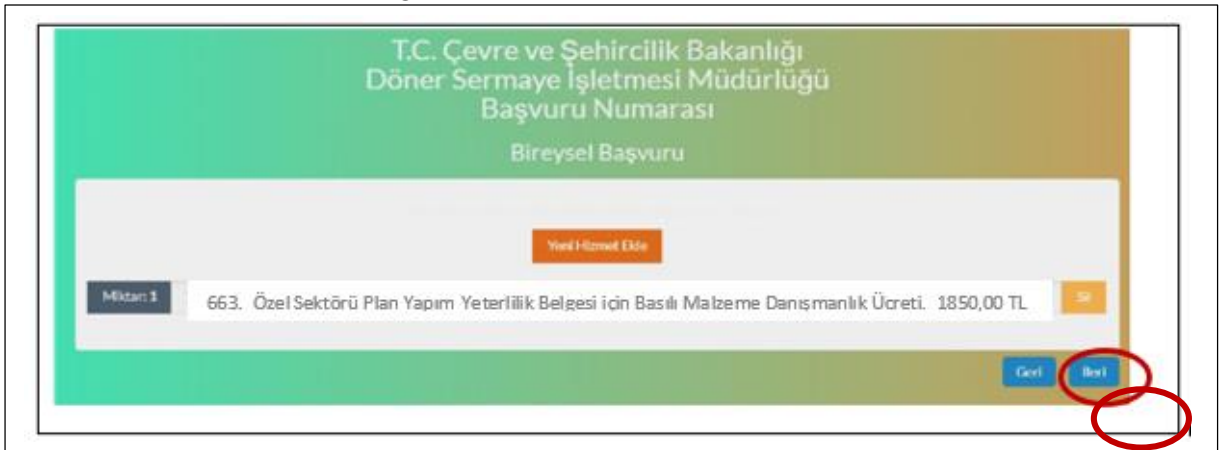 T.C. Çevre ve Şehircilik Bakanlığı
Döner Sermaye İşletmesi Müdürlüğü
Başvuru Numarası
Bireysel Başvuru
Yeni Hizmet Ekle
Miktar: 1 663. Özel Sektörü Plan Yapım Yeterlilik Belgesi için Basılı Malzeme Danışmanlık Ücreti. 1850,00 TL Sil
Geri İleri